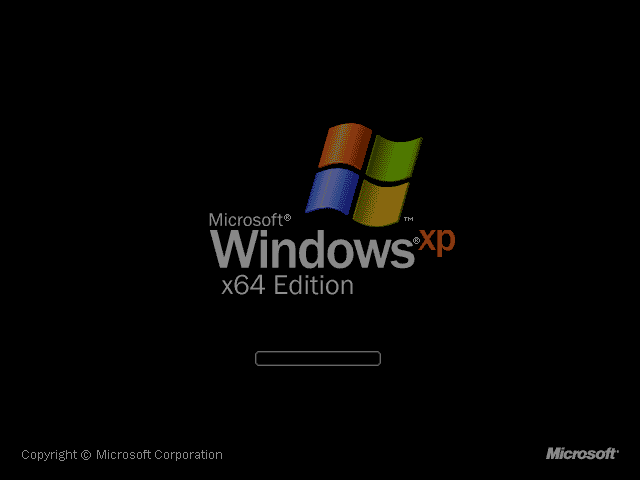 Microsoft®
Windows® xp
™
x64 Edition
Copyright © Microsoft Corporation
Microsoft